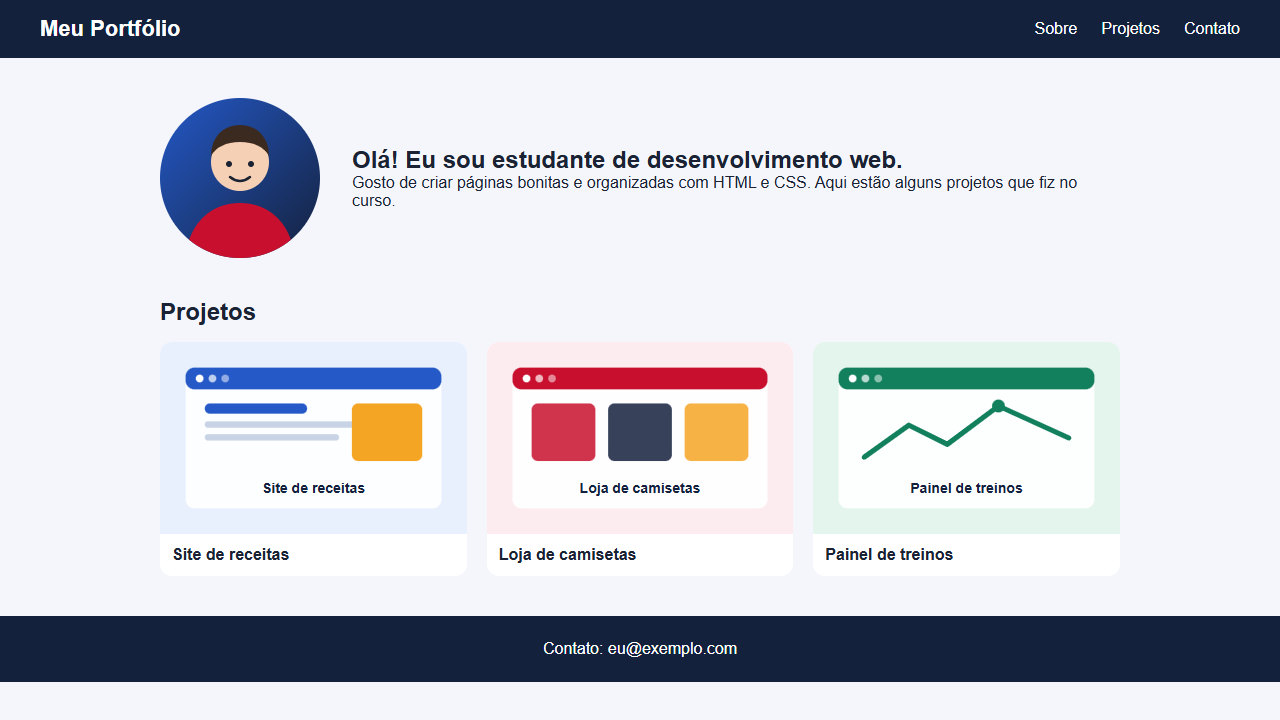 Meu Portfólio
Sobre Projetos Contato
Olá! Eu sou estudante de desenvolvimento web.
Gosto de criar páginas bonitas e organizadas com HTML e CSS. Aqui estão alguns projetos que fiz no
curso.
Projetos
Site de receitas
Site de receitas
Loja de camisetas
Loja de camisetas
Painel de treinos
Painel de treinos
Contato: eu@exemplo.com